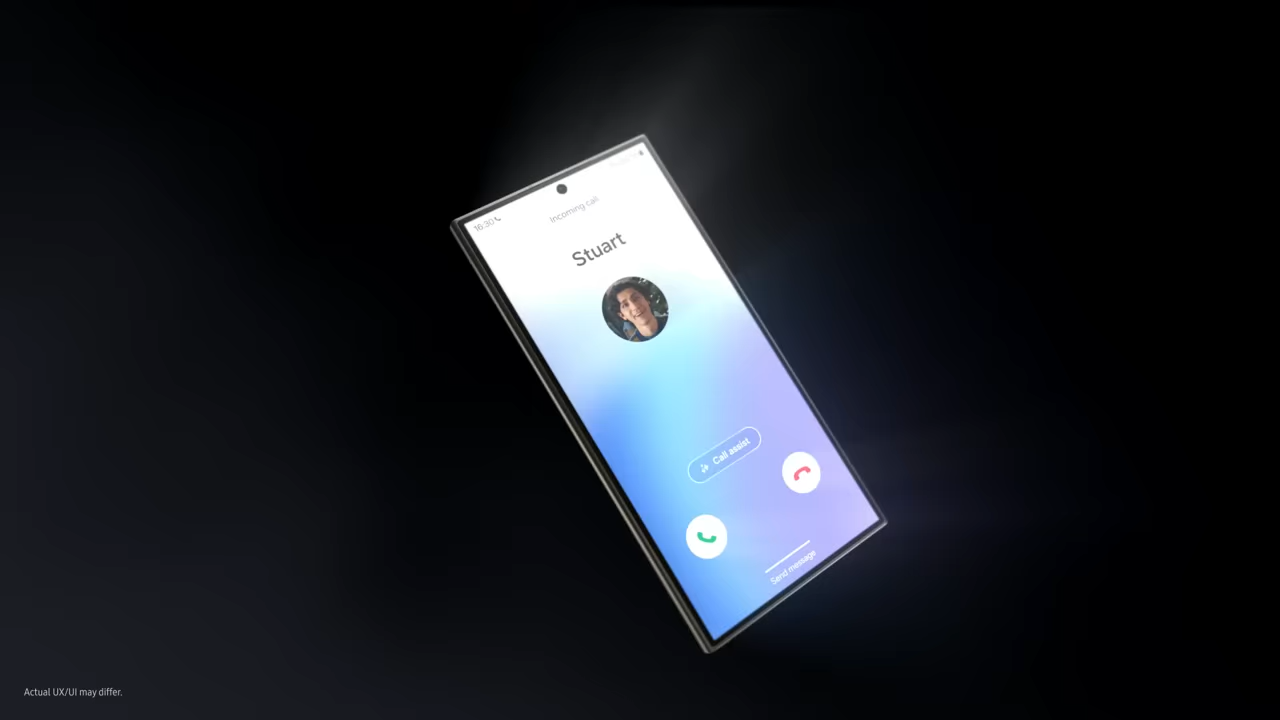 16:30
Incoming call
Stuart
Call assist
Send message
Actual UX/UI may differ.